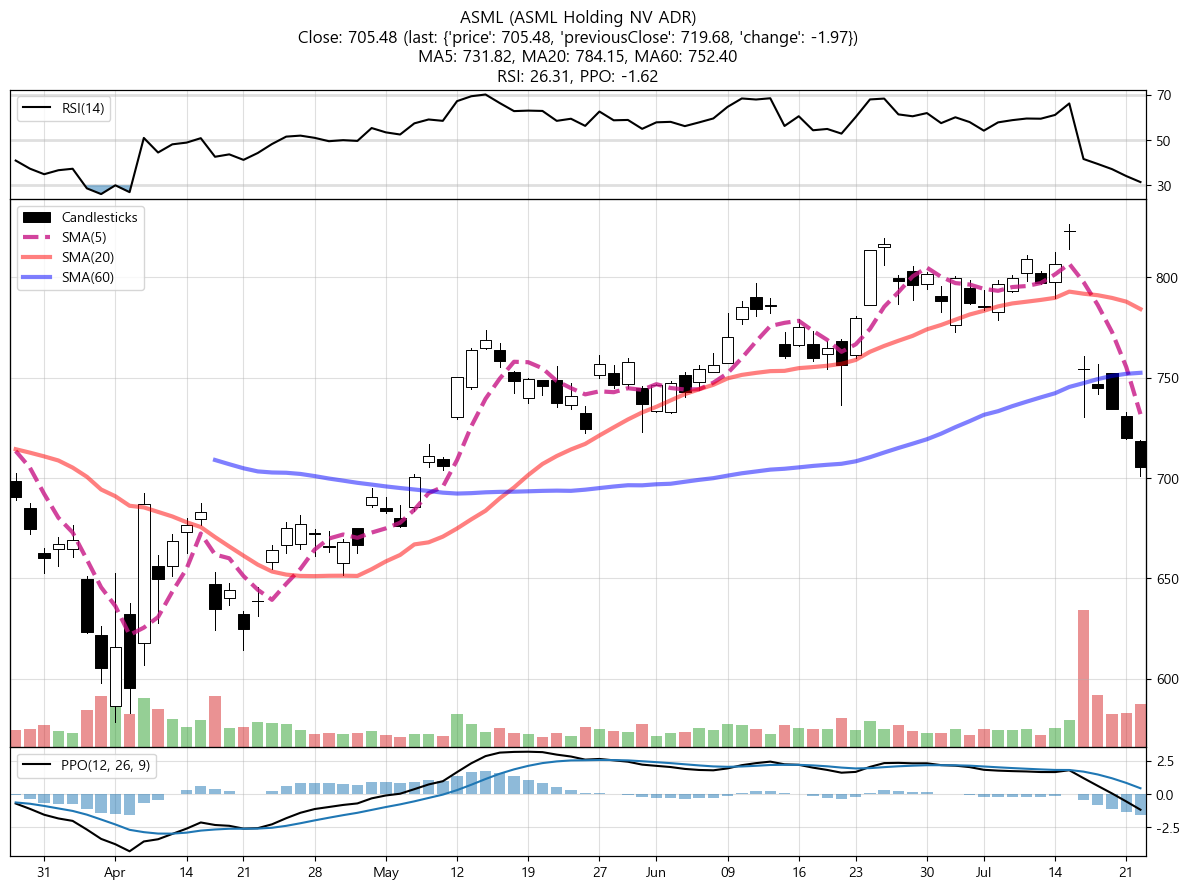 ASML (ASML Holding NV ADR)
Close: 705.48 (last: {'price': 705.48, 'previousClose': 719.68, 'change': -1.97})
MA5: 731.82, MA20: 784.15, MA60: 752.40
RSI: 26.31, PPO: -1.62
RSI(14)
70
50
30
Candlesticks
SMA(5)
SMA(20)
SMA(60)
800
750
700
650
600
PPO(12, 26, 9)
2.5
0.0
-2.5
31 Apr 14 21 28 May 12 19 27 Jun 09 16 23 30 Jul 14 21